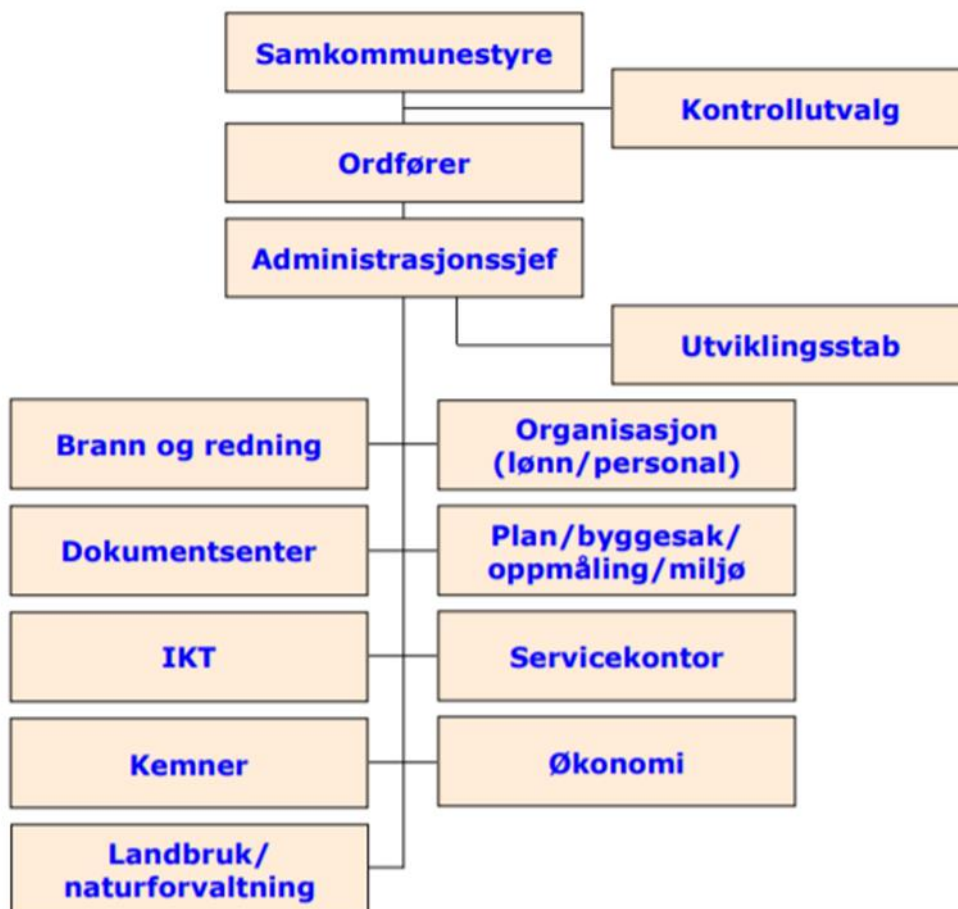 Samkommunestyre
Kontrollutvalg
Ordfører
Administrasjonssjef
Utviklingsstab
Brann og redning
Organisasjon
(lønn/personal)
Dokumentsenter
Plan/byggesak/
oppmåling/miljø
IKT
Servicekontor
Kemner
Økonomi
Landbruk/
naturforvaltning